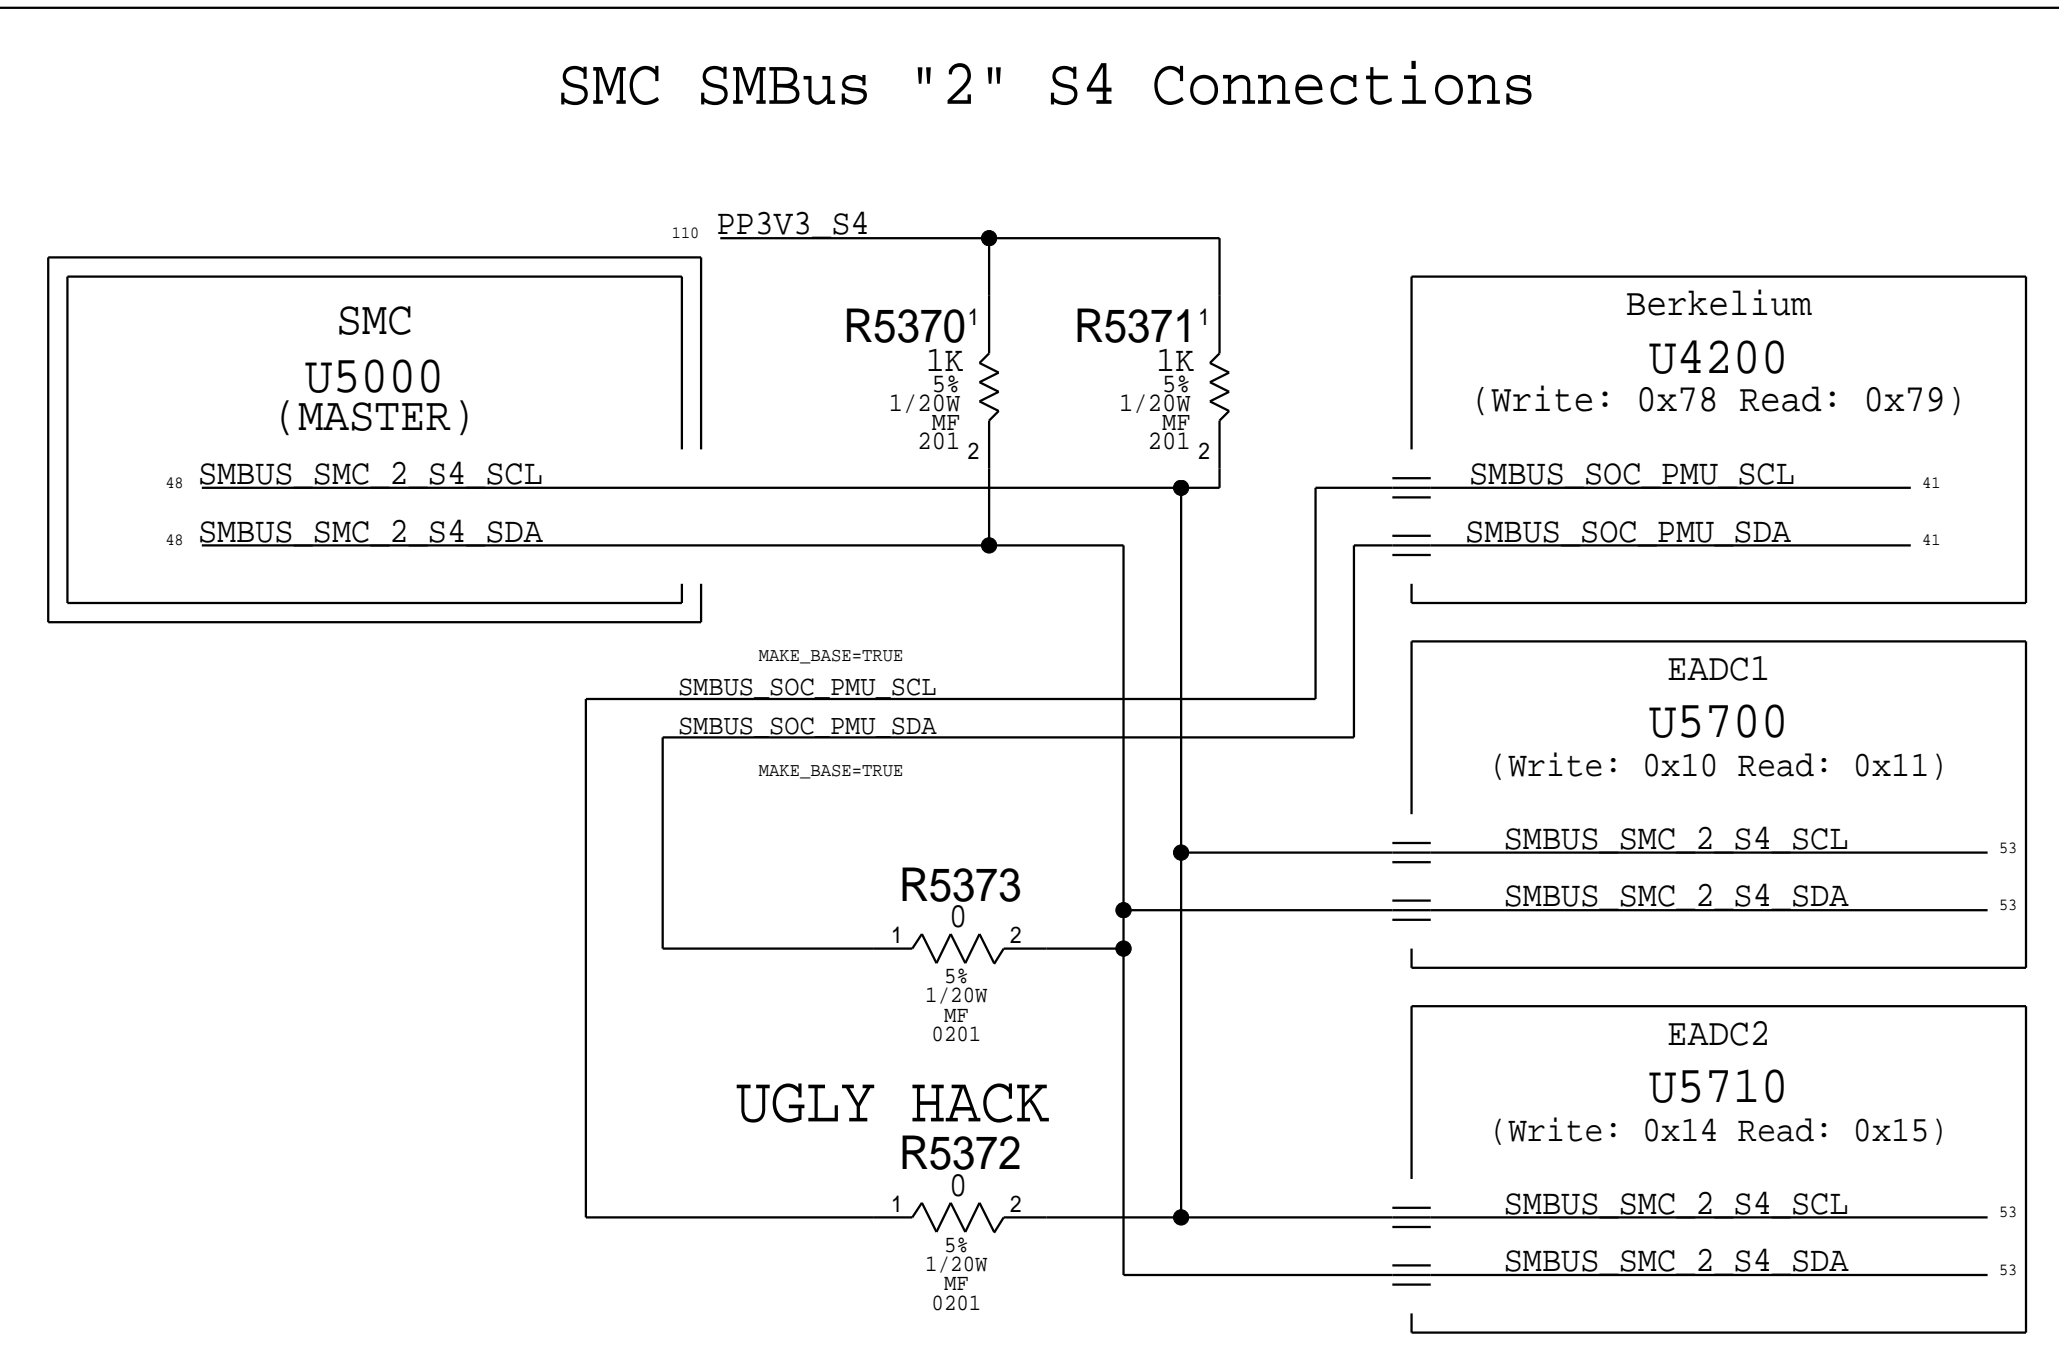 SMC SMBus "2" S4 Connections
110 PP3V3_S4
SMC
U5000
(MASTER)
48 SMBUS_SMC_2_S4_SCL
48 SMBUS_SMC_2_S4_SDA
R5370 1
1K
5%
1/20W
MF
201 2
R5371 1
1K
5%
1/20W
MF
201 2
Berkelium
U4200
(Write: 0x78 Read: 0x79)
SMBUS_SOC_PMU_SCL 41
SMBUS_SOC_PMU_SDA 41
MAKE_BASE=TRUE
SMBUS_SOC_PMU_SCL
SMBUS_SOC_PMU_SDA
MAKE_BASE=TRUE
EADC1
U5700
(Write: 0x10 Read: 0x11)
SMBUS_SMC_2_S4_SCL 53
SMBUS_SMC_2_S4_SDA 53
R5373
0
1 2
5%
1/20W
MF
0201
UGLY HACK
R5372
0
1 2
5%
1/20W
MF
0201
EADC2
U5710
(Write: 0x14 Read: 0x15)
SMBUS_SMC_2_S4_SCL 53
SMBUS_SMC_2_S4_SDA 53